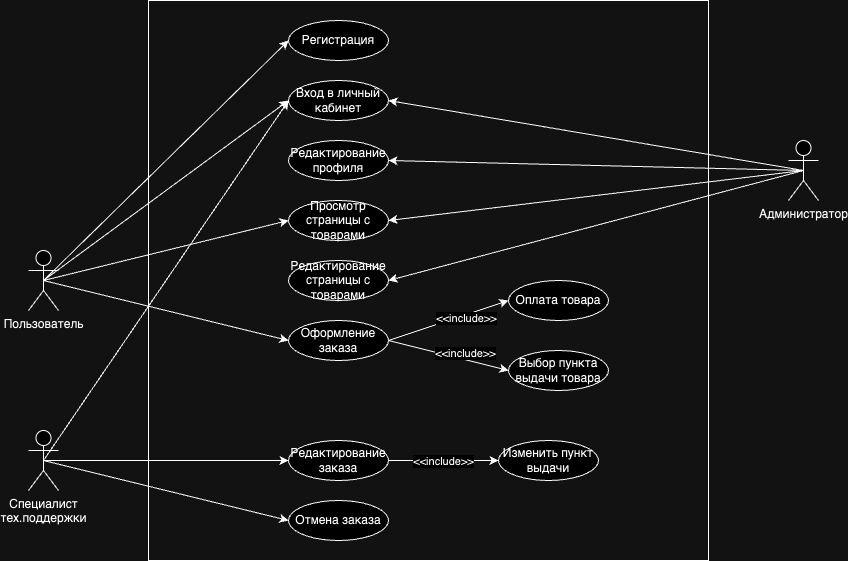 Регистрация
Вход в личный
кабинет
Редактирование
профиля
Администратор
Просмотр
страницы с
товарами
Редактирование
страницы с
товарами
Пользователь
Оформление
заказа
<<include>>
Оплата товара
<<include>>
Выбор пункта
выдачи товара
Специалист
тех.поддержки
Редактирование
заказа
<<include>>
Изменить пункт
выдачи
Отмена заказа